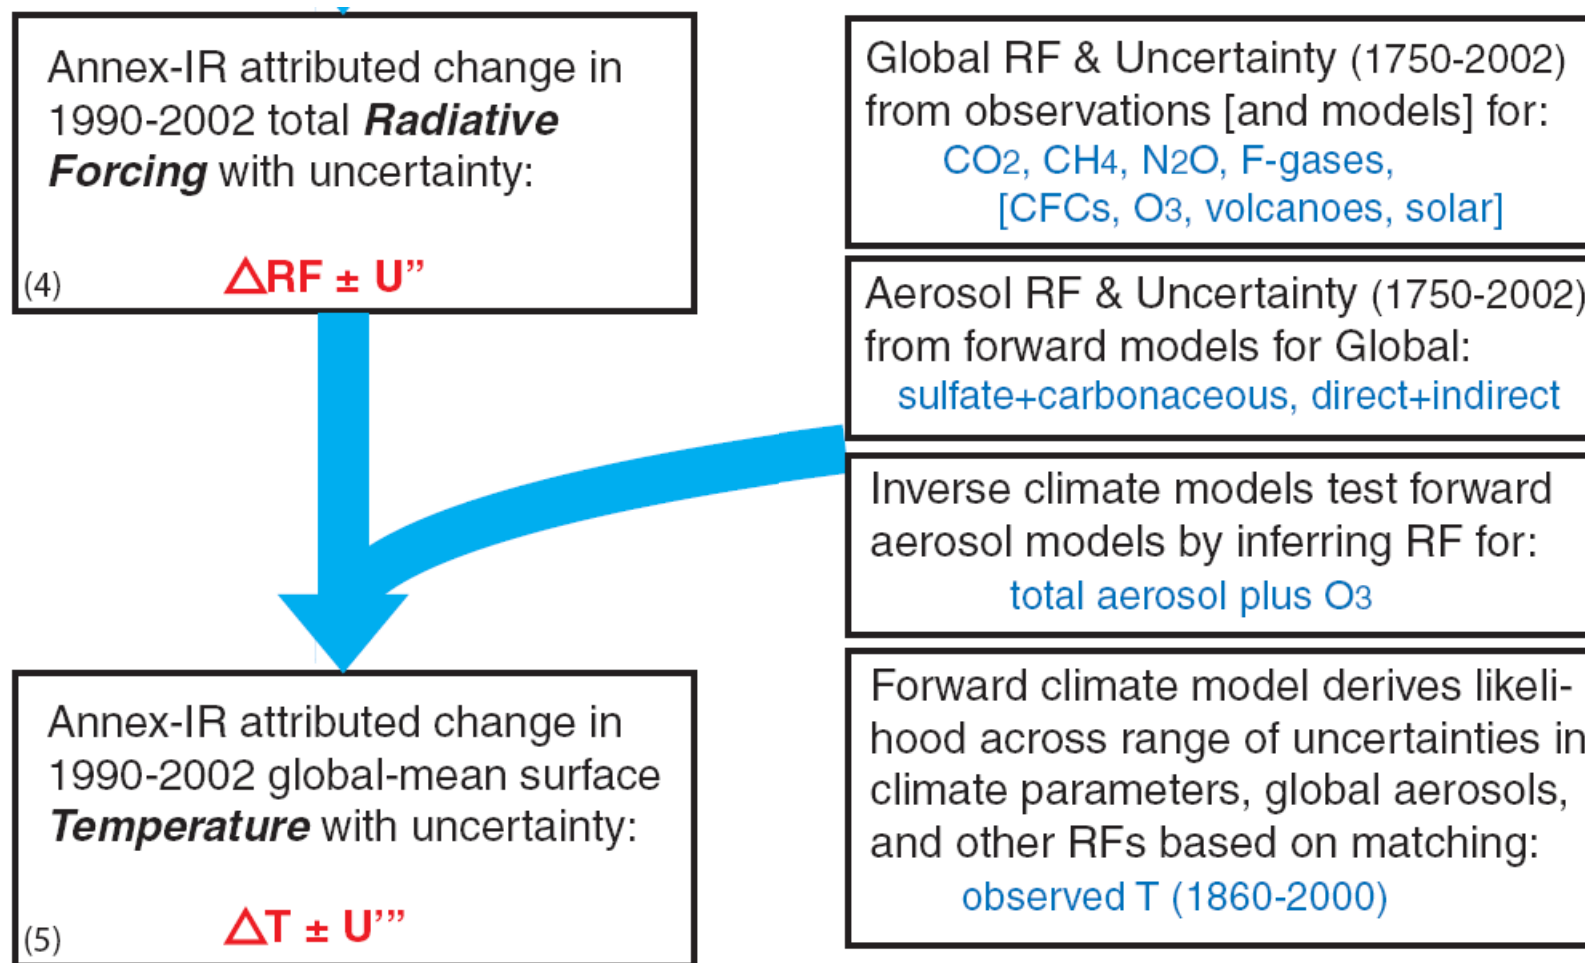 Annex-IR attributed change in
1990-2002 total Radiative
Forcing with uncertainty:
△RF ± U”
(4)
Global RF & Uncertainty (1750-2002)
from observations [and models] for:
CO2, CH4, N2O, F-gases,
[CFCs, O3, volcanoes, solar]
Aerosol RF & Uncertainty (1750-2002)
from forward models for Global:
sulfate+carbonaceous, direct+indirect
Inverse climate models test forward
aerosol models by inferring RF for:
total aerosol plus O3
Annex-IR attributed change in
1990-2002 global-mean surface
Temperature with uncertainty:
△T ± U’”
(5)
Forward climate model derives likeli-
hood across range of uncertainties in
climate parameters, global aerosols,
and other RFs based on matching:
observed T (1860-2000)